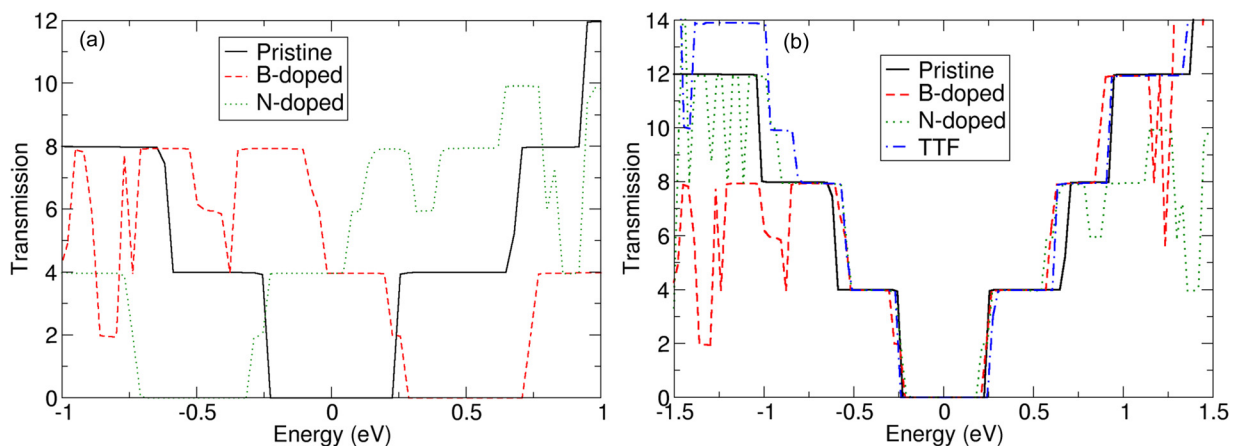 (a)
Pristine
B-doped
N-doped
Transmission
12
10
8
6
4
2
0
-1
-0.5
0
0.5
1
Energy (eV)
(b)
Pristine
B-doped
N-doped
TTF
Transmission
14
12
10
8
6
4
2
0
-1.5
-1
-0.5
0
0.5
1
1.5
Energy (eV)